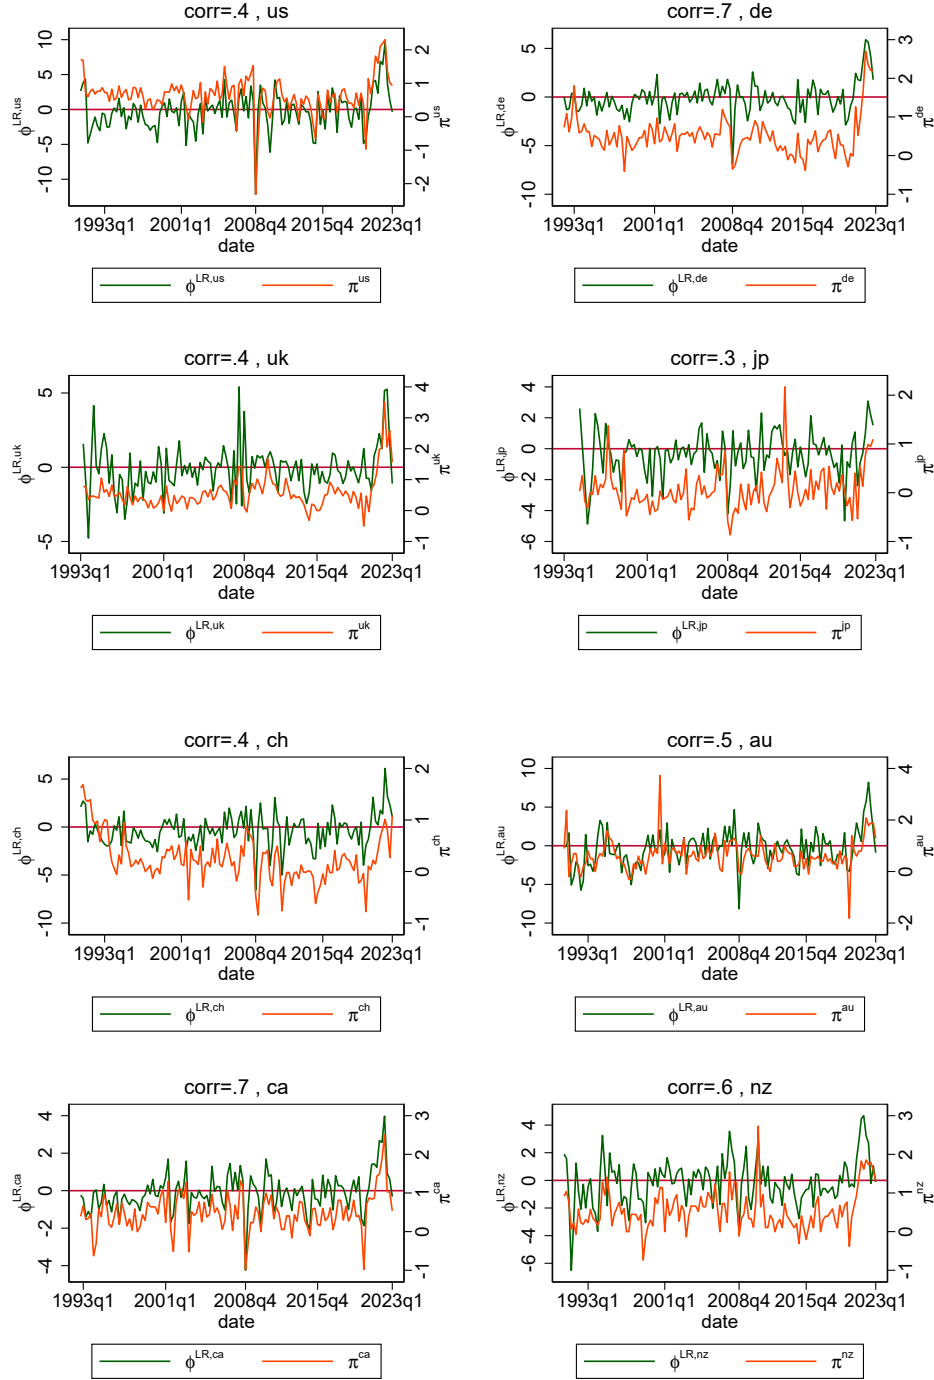 corr=.4 , us
10
5
0
-5
-10
ϕLR,us
2
1
0
-1
-2
πus
1993q1 2001q1 2008q4 2015q4 2023q1
date
ϕLR,us πus
corr=.7 , de
5
0
-5
-10
ϕLR,de
3
2
1
0
-1
πde
1993q1 2001q1 2008q4 2015q4 2023q1
date
ϕLR,de πde
corr=.4 , uk
5
0
-5
ϕLR,uk
4
3
2
1
0
-1
πuk
1993q1 2001q1 2008q4 2015q4 2023q1
date
ϕLR,uk πuk
corr=.3 , jp
4
2
0
-2
-4
-6
ϕLR,jp
2
1
0
-1
πjp
1993q1 2001q1 2008q4 2015q4 2023q1
date
ϕLR,jp πjp
corr=.4 , ch
5
0
-5
-10
ϕLR,ch
2
1
0
-1
πch
1993q1 2001q1 2008q4 2015q4 2023q1
date
ϕLR,ch πch
corr=.5 , au
10
5
0
-5
-10
ϕLR,au
4
2
0
-2
πau
1993q1 2001q1 2008q4 2015q4 2023q1
date
ϕLR,au πau
corr=.7 , ca
4
2
0
-2
-4
ϕLR,ca
3
2
1
0
-1
πca
1993q1 2001q1 2008q4 2015q4 2023q1
date
ϕLR,ca πca
corr=.6 , nz
4
2
0
-2
-4
-6
ϕLR,nz
3
2
1
0
-1
πnz
1993q1 2001q1 2008q4 2015q4 2023q1
date
ϕLR,nz πnz